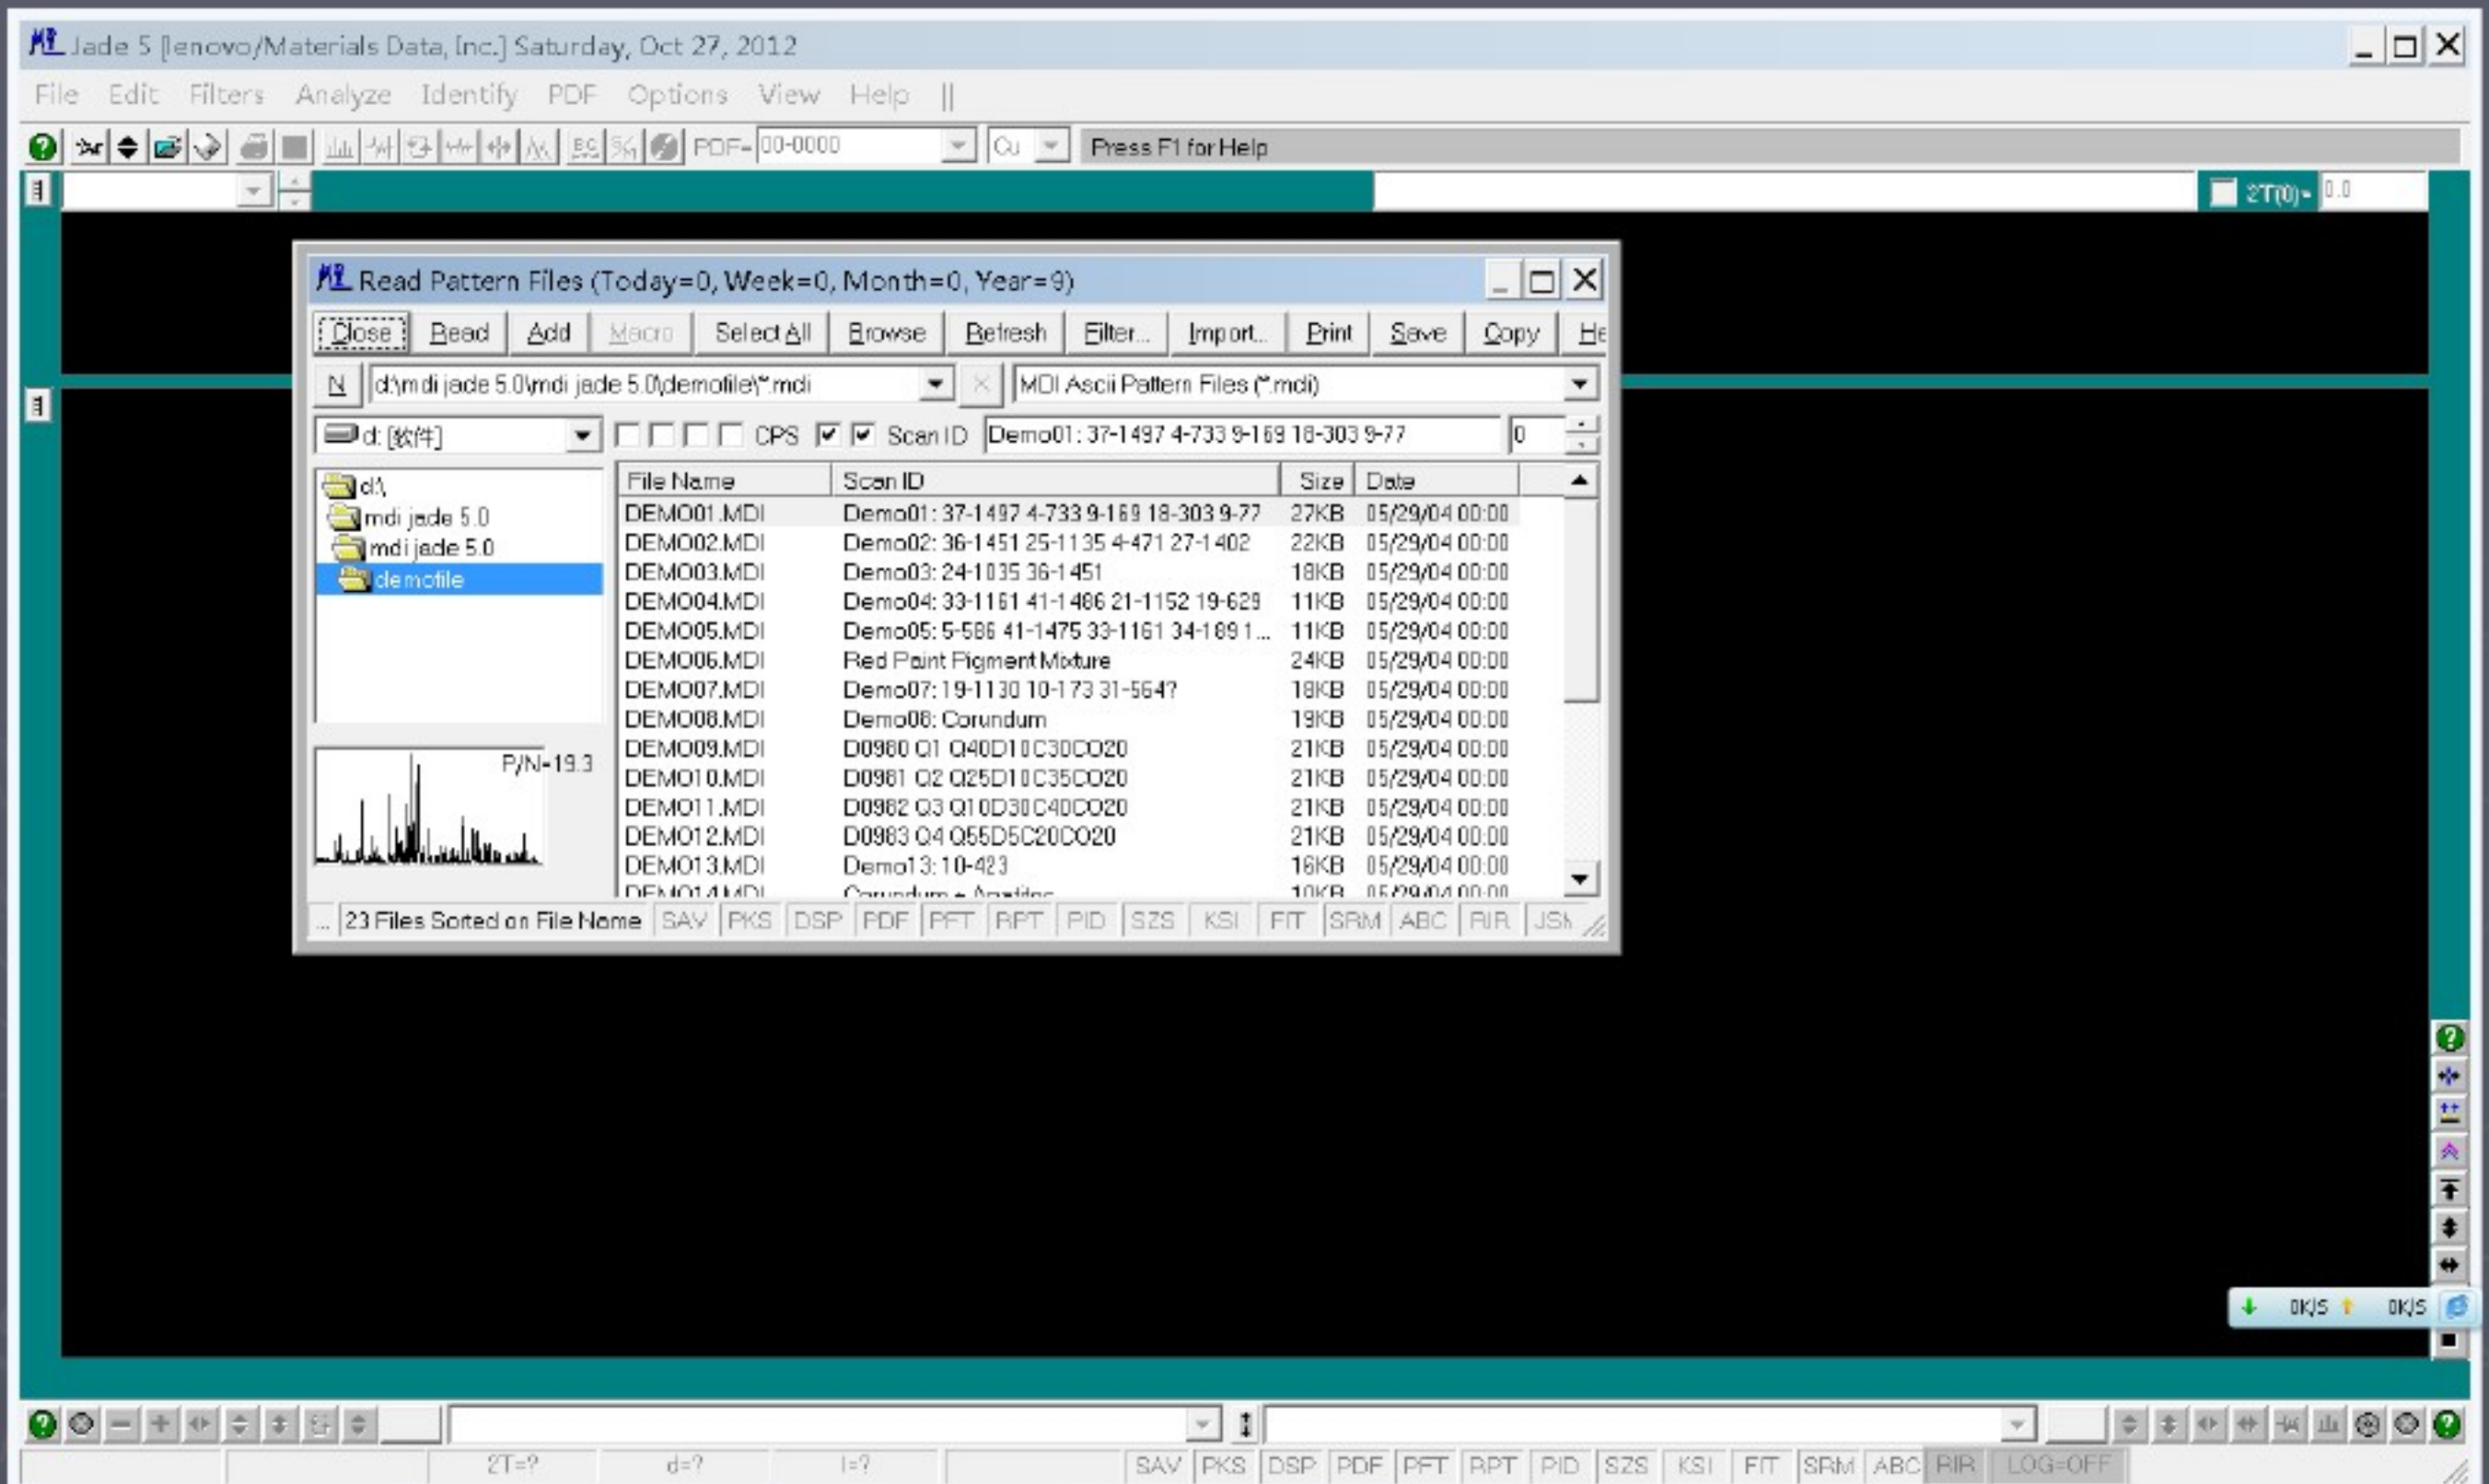 Jade 5 [lenovo/Materials Data, Inc.] Saturday, Oct 27, 2012
File Edit Filters Analyze Identify PDF Options View Help ||
PDF= 00-0000 Cu Press F1 for Help
2T(0)= 0.0
Read Pattern Files (Today=0, Week=0, Month=0, Year=9)
Close Read Add Macro Select All Browse Refresh Filter... Import... Print Save Copy He
N d:\mdi jade 5.0\mdi jade 5.0\demofile\*.mdi MDI Ascii Pattern Files (*.mdi)
d: [软件] CPS Scan ID Demo01: 37-1497 4-733 9-169 18-303 9-77 0
d:\
mdi jade 5.0
mdi jade 5.0
demofile
P/N=19.3
File Name Scan ID Size Date
DEMO01.MDI Demo01: 37-1497 4-733 9-169 18-303 9-77 27KB 05/29/04 00:00
DEMO02.MDI Demo02: 36-1451 25-1135 4-471 27-1402 22KB 05/29/04 00:00
DEMO03.MDI Demo03: 24-1035 36-1451 18KB 05/29/04 00:00
DEMO04.MDI Demo04: 33-1161 41-1486 21-1152 19-629 11KB 05/29/04 00:00
DEMO05.MDI Demo05: 5-586 41-1475 33-1161 34-189 1... 11KB 05/29/04 00:00
DEMO06.MDI Red Paint Pigment Mixture 24KB 05/29/04 00:00
DEMO07.MDI Demo07: 19-1130 10-173 31-564? 18KB 05/29/04 00:00
DEMO08.MDI Demo08: Corundum 19KB 05/29/04 00:00
DEMO09.MDI D0980 Q1 Q40D10C30CO20 21KB 05/29/04 00:00
DEMO10.MDI D0981 Q2 Q25D10C35CO20 21KB 05/29/04 00:00
DEMO11.MDI D0982 Q3 Q10D30C40CO20 21KB 05/29/04 00:00
DEMO12.MDI D0983 Q4 Q55D5C20CO20 21KB 05/29/04 00:00
DEMO13.MDI Demo13: 10-423 16KB 05/29/04 00:00
DEMO14.MDI Corundum + 10KB 05/29/04 00:00
... 23 Files Sorted on File Name SAV PKS DSP PDF PFT RPT PID SZS KSI FIT SRM ABC RIR
0K/S 0K/S
2T=? d=? I=? SAV PKS DSP PDF PFT RPT PID SZS KSI FIT SRM ABC RIR LOG=OFF